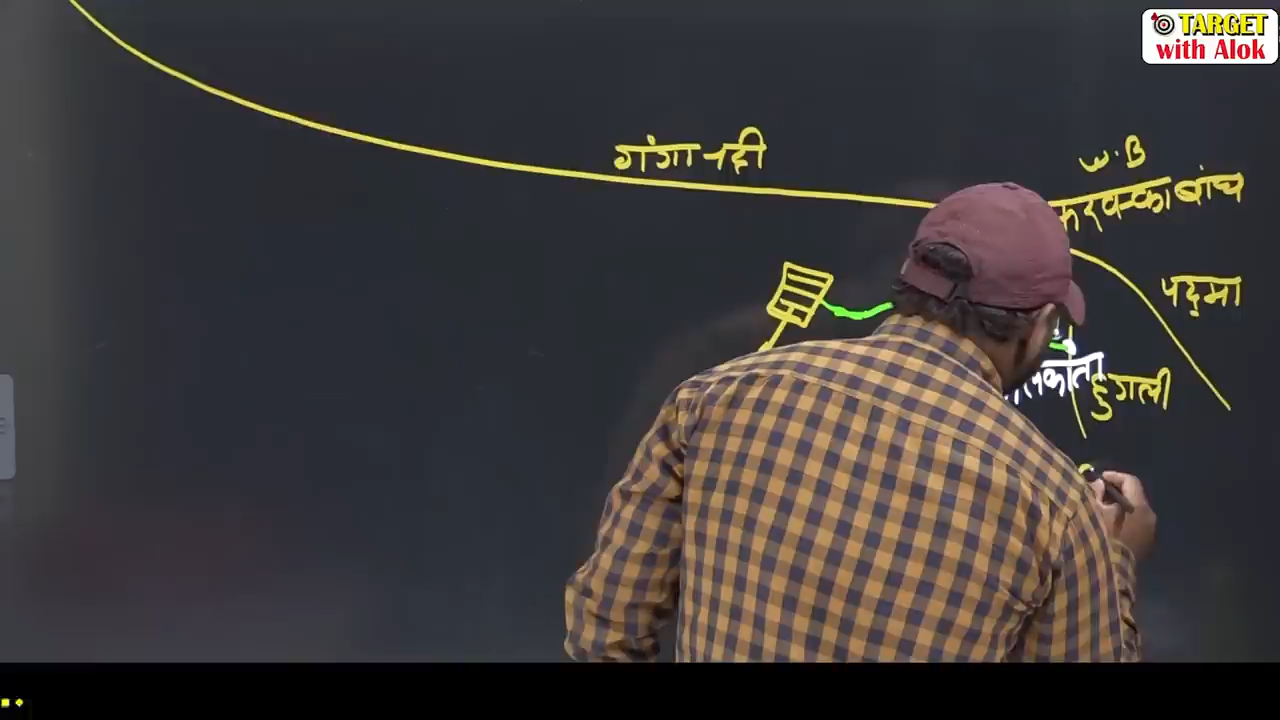 TARGET
with Alok
W.B
गंगा नदी
फरक्का बांध
पद्मा
हुगली